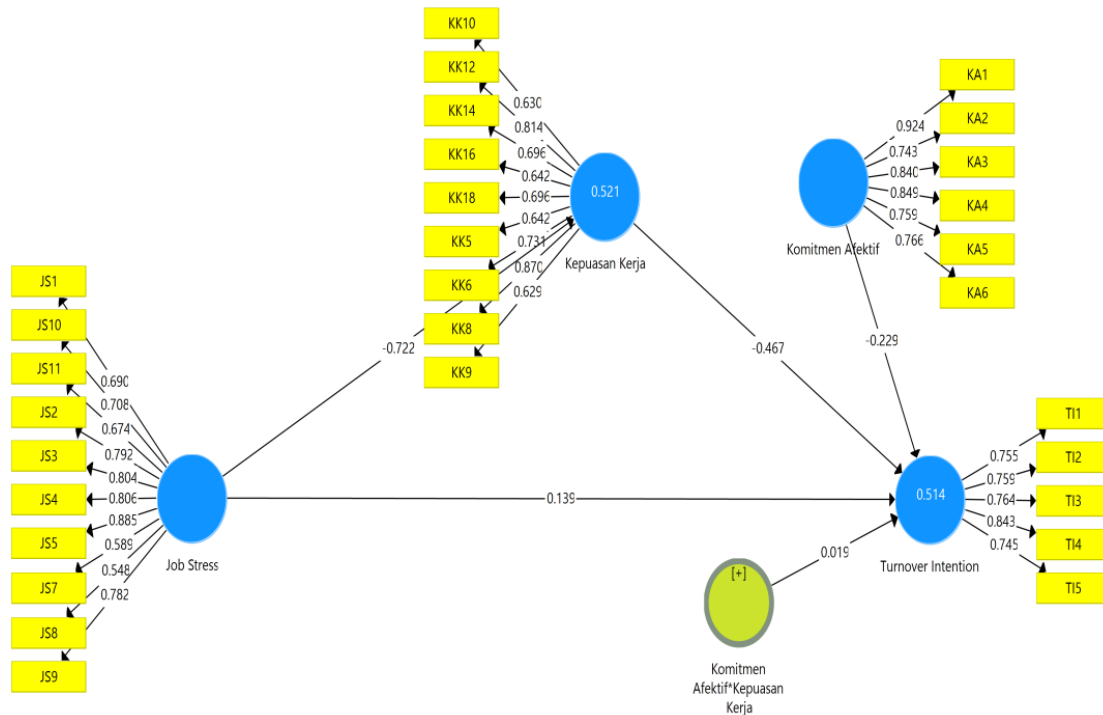 KK10
KK12
KK14
KK16
KK18
KK5
KK6
KK8
KK9
0.630
0.814
0.696
0.642
0.696
0.642
0.731
0.870
0.629
0.521
Kepuasan Kerja
KA1
KA2
KA3
KA4
KA5
KA6
0.924
0.743
0.840
0.849
0.759
0.766
Komitmen Afektif
JS1
JS10
JS11
JS2
JS3
JS4
JS5
JS7
JS8
JS9
0.690
0.708
0.674
0.792
0.804
0.806
0.885
0.589
0.548
0.782
Job Stress
-0.722
-0.467
-0.229
0.139
0.019
0.514
Turnover Intention
TI1
TI2
TI3
TI4
TI5
0.755
0.759
0.764
0.843
0.745
[+]
Komitmen
Afektif*Kepuasan
Kerja